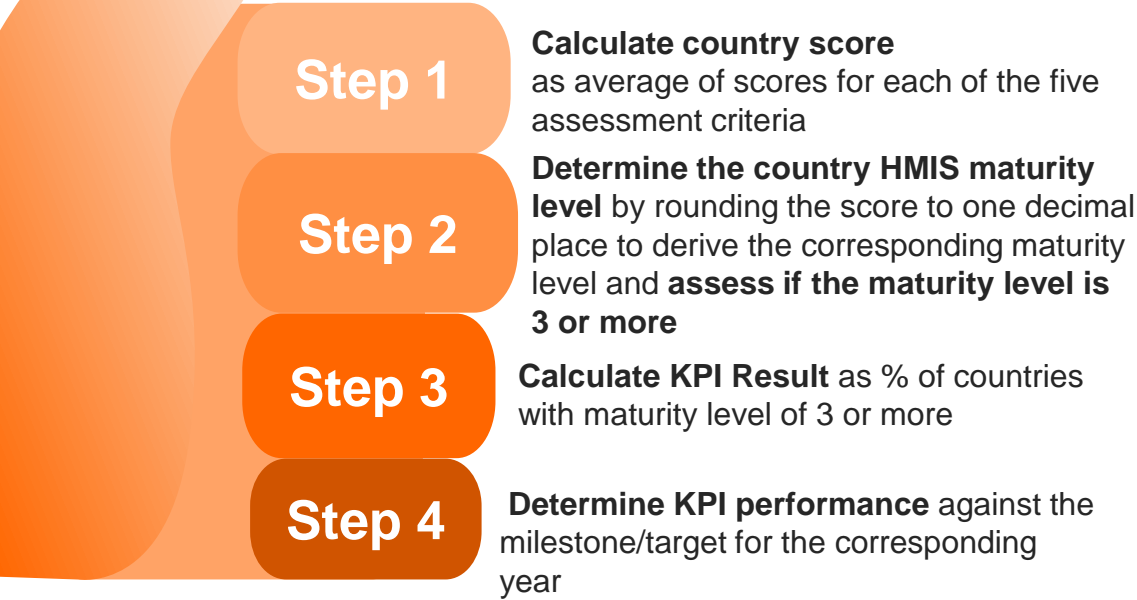 Step 1
Calculate country score
as average of scores for each of the five
assessment criteria
Step 2
Determine the country HMIS maturity
level by rounding the score to one decimal
place to derive the corresponding maturity
level and assess if the maturity level is
3 or more
Step 3
Calculate KPI Result as % of countries
with maturity level of 3 or more
Step 4
Determine KPI performance against the
milestone/target for the corresponding
year